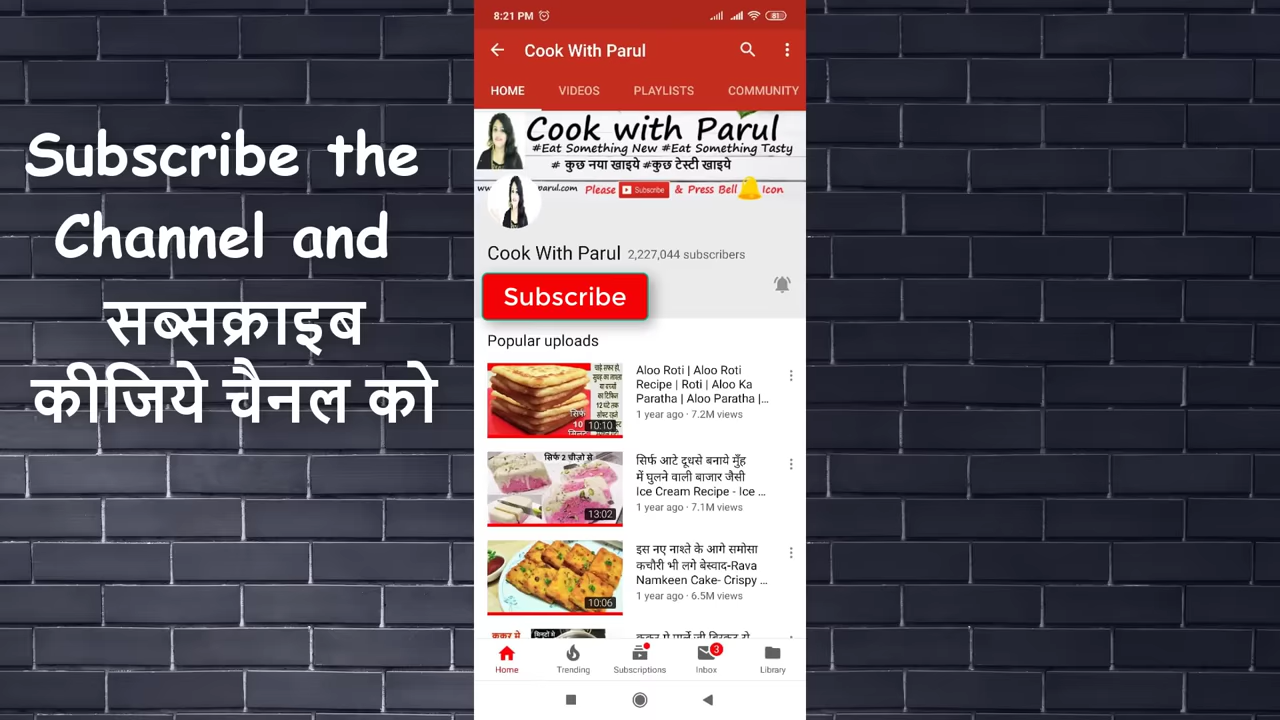 Subscribe the
Channel and
सब्सक्राइब
कीजिये चैनल को
8:21 PM
81
Cook With Parul
HOME VIDEOS PLAYLISTS COMMUNITY
Cook with Parul
#Eat Something New #Eat Something Tasty
# कुछ नया खाइये #कुछ टेस्टी खाइये
Please Subscribe & Press Bell Icon
Cook With Parul 2,227,044 subscribers
Subscribe
Popular uploads
सिर्फ
10
10:10
Aloo Roti | Aloo Roti
Recipe | Roti | Aloo Ka
Paratha | Aloo Paratha |...
1 year ago · 7.2M views
सिर्फ 2 चीज़ो से
13:02
सिर्फ आटे दूधसे बनाये मुँह
में घुलने वाली बाजार जैसी
Ice Cream Recipe - Ice ...
1 year ago · 7.1M views
10:06
इस नए नाश्ते के आगे समोसा
कचौरी भी लगे बेस्वाद-Rava
Namkeen Cake- Crispy ...
1 year ago · 6.5M views
Home Trending Subscriptions Inbox Library
3